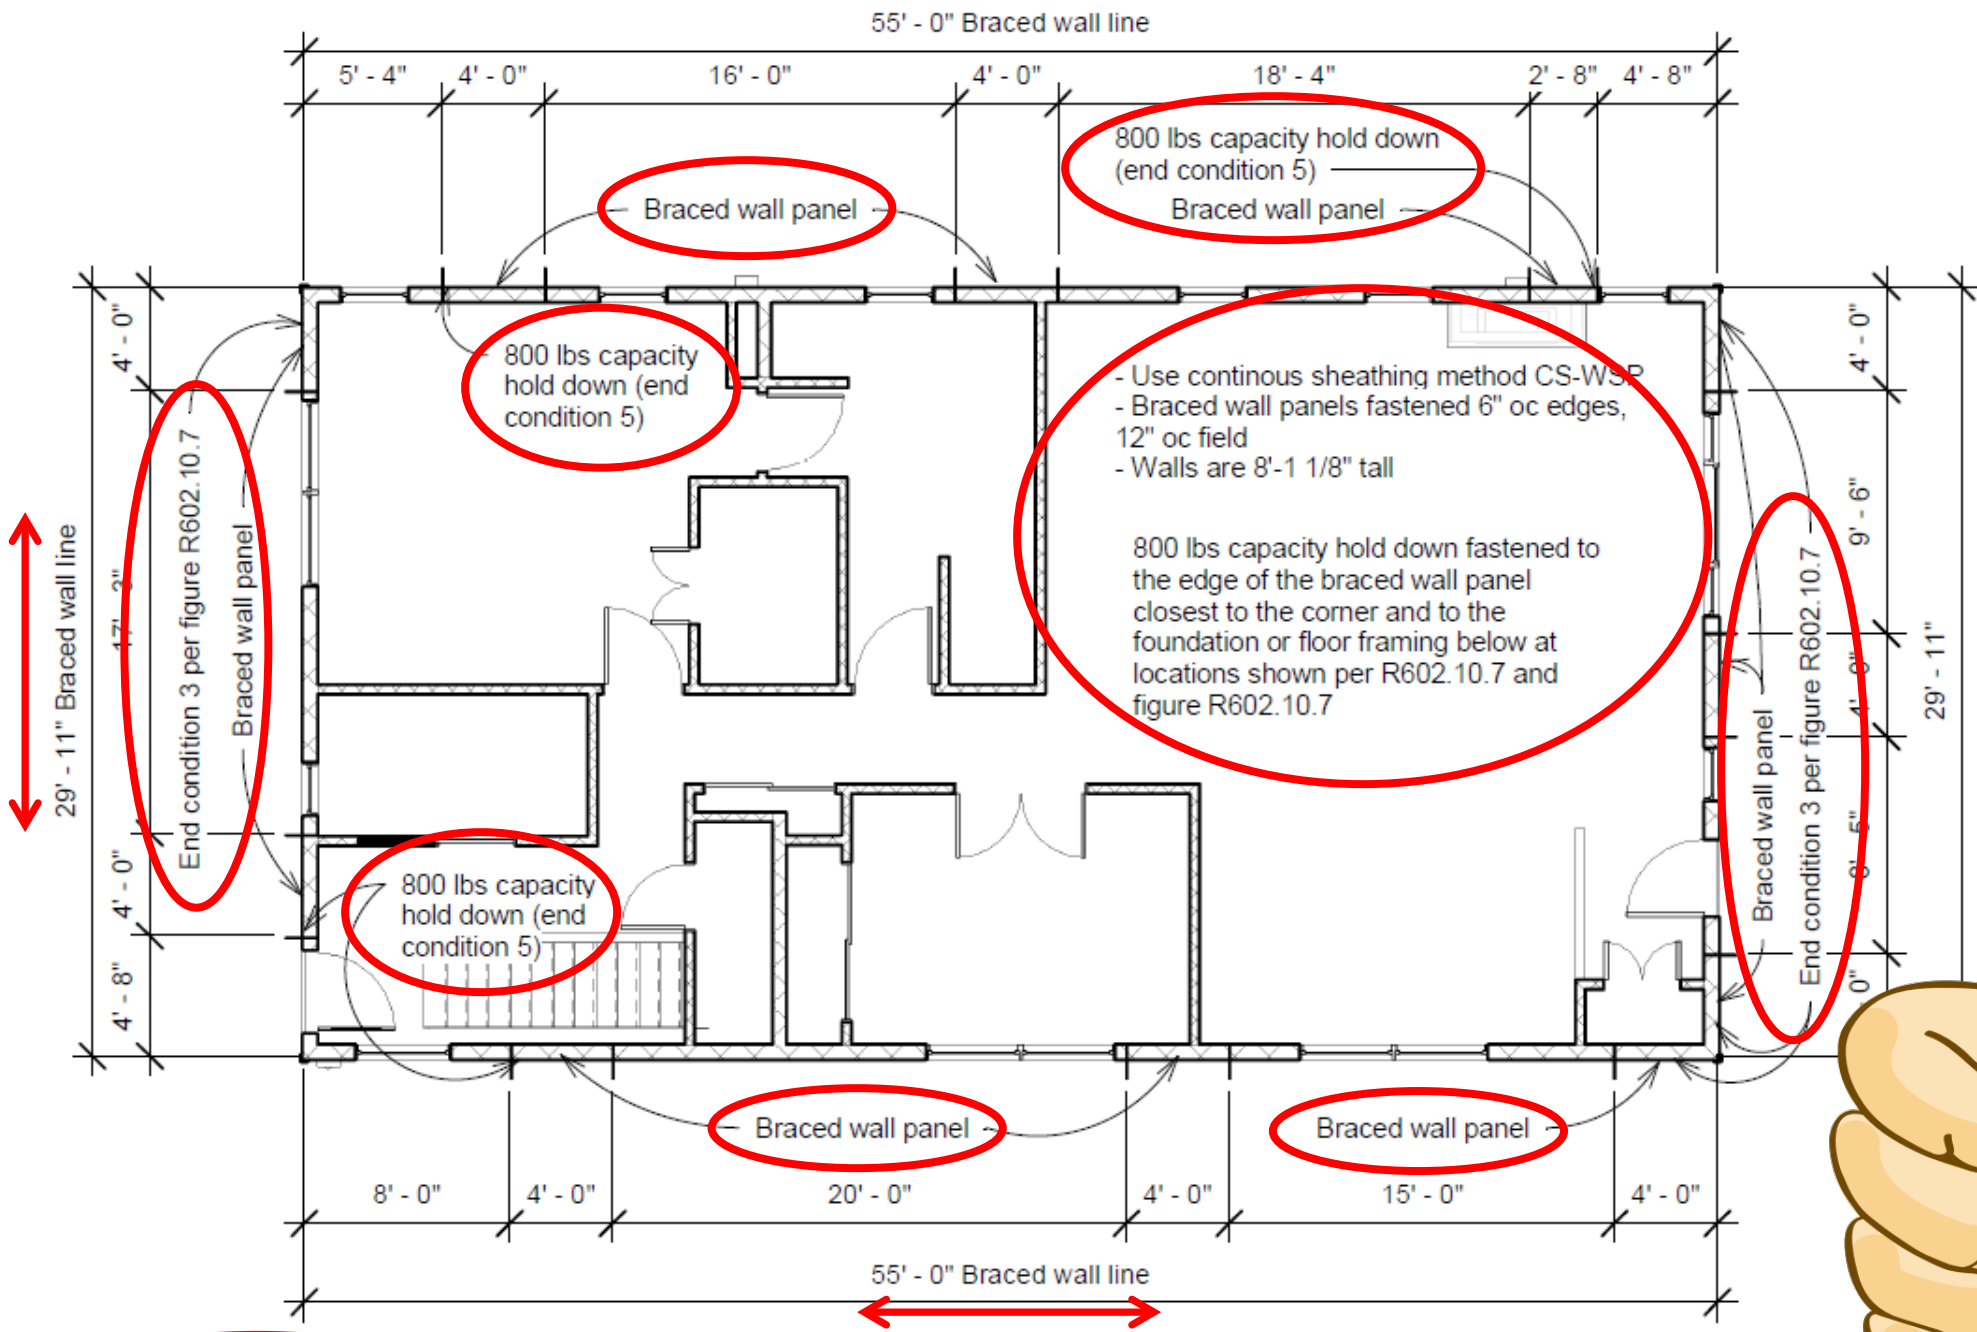 55' - 0" Braced wall line
5' - 4" 4' - 0" 16' - 0" 4' - 0" 18' - 4" 2' - 8" 4' - 8"
800 lbs capacity hold down
(end condition 5)
Braced wall panel
Braced wall panel
800 lbs capacity
hold down (end
condition 5)
- Use continous sheathing method CS-WSP
- Braced wall panels fastened 6" oc edges,
12" oc field
- Walls are 8'-1 1/8" tall
800 lbs capacity hold down fastened to
the edge of the braced wall panel
closest to the corner and to the
foundation or floor framing below at
locations shown per R602.10.7 and
figure R602.10.7
29' - 11" Braced wall line
4' - 0"
17' 3"
4' - 0"
4' - 8"
End condition 3 per figure R602.10.7
Braced wall panel
800 lbs capacity
hold down (end
condition 5)
4' - 0"
9' - 6"
4' 0"
5"
0"
29' - 11"
Braced wall panel
End condition 3 per figure R602.10.7
Braced wall panel
Braced wall panel
8' - 0" 4' - 0" 20' - 0" 4' - 0" 15' - 0" 4' - 0"
55' - 0" Braced wall line